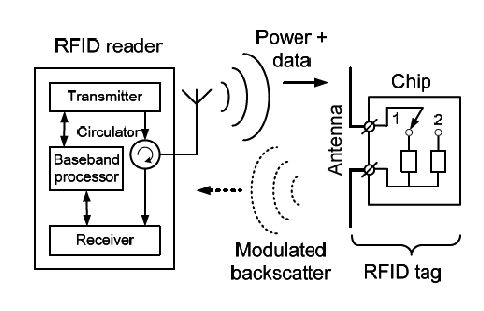 RFID reader
Transmitter
Circulator
Baseband
processor
Receiver
Power +
data
Modulated
backscatter
Antenna
Chip
1
2
RFID tag